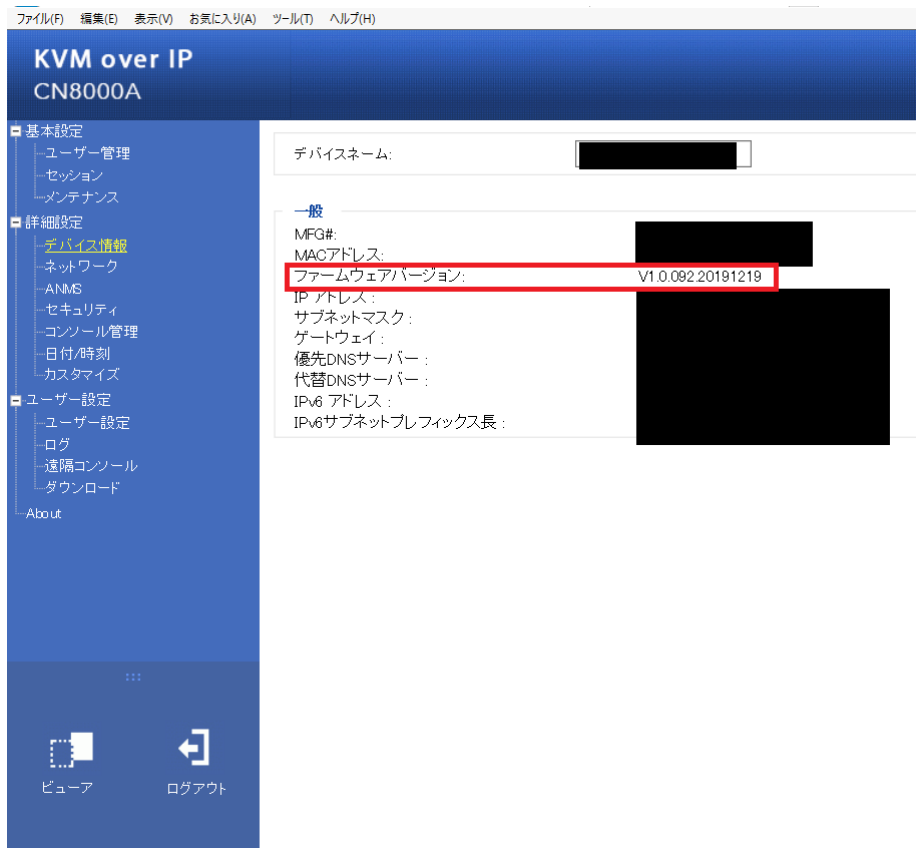 ファイル(F) 編集(E) 表示(V) お気に入り(A) ツール(T) ヘルプ(H)
KVM over IP
CN8000A
基本設定
ユーザー管理
セッション
メンテナンス
詳細設定
デバイス情報
ネットワーク
ANMS
セキュリティ
コンソール管理
日付/時刻
カスタマイズ
ユーザー設定
ユーザー設定
ログ
遠隔コンソール
ダウンロード
About
ビューア
ログアウト
デバイスネーム:
一般
MFG#:
MACアドレス:
ファームウェアバージョン: V1.0.092.20191219
IP アドレス :
サブネットマスク :
ゲートウェイ :
優先DNSサーバー :
代替DNSサーバー :
IPv6 アドレス :
IPv6サブネットプレフィックス長 :